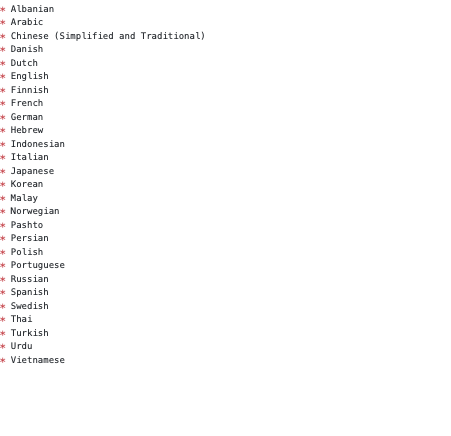 * Albanian
* Arabic
* Chinese (Simplified and Traditional)
* Danish
* Dutch
* English
* Finnish
* French
* German
* Hebrew
* Indonesian
* Italian
* Japanese
* Korean
* Malay
* Norwegian
* Pashto
* Persian
* Polish
* Portuguese
* Russian
* Spanish
* Swedish
* Thai
* Turkish
* Urdu
* Vietnamese